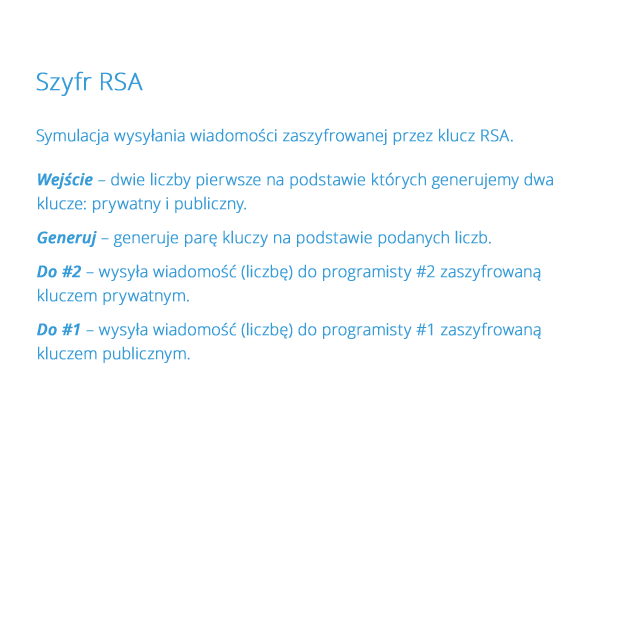 Szyfr RSA
Symulacja wysyłania wiadomości zaszyfrowanej przez klucz RSA.
Wejście – dwie liczby pierwsze na podstawie których generujemy dwa
klucze: prywatny i publiczny.
Generuj – generuje parę kluczy na podstawie podanych liczb.
Do #2 – wysyła wiadomość (liczbę) do programisty #2 zaszyfrowaną
kluczem prywatnym.
Do #1 – wysyła wiadomość (liczbę) do programisty #1 zaszyfrowaną
kluczem publicznym.